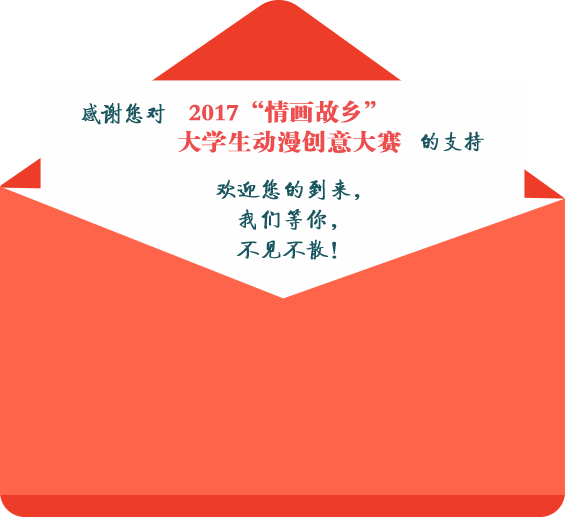 感谢您对 2017“情画故乡”
大学生动漫创意大赛 的支持
欢迎您的到来，
我们等你，
不见不散！